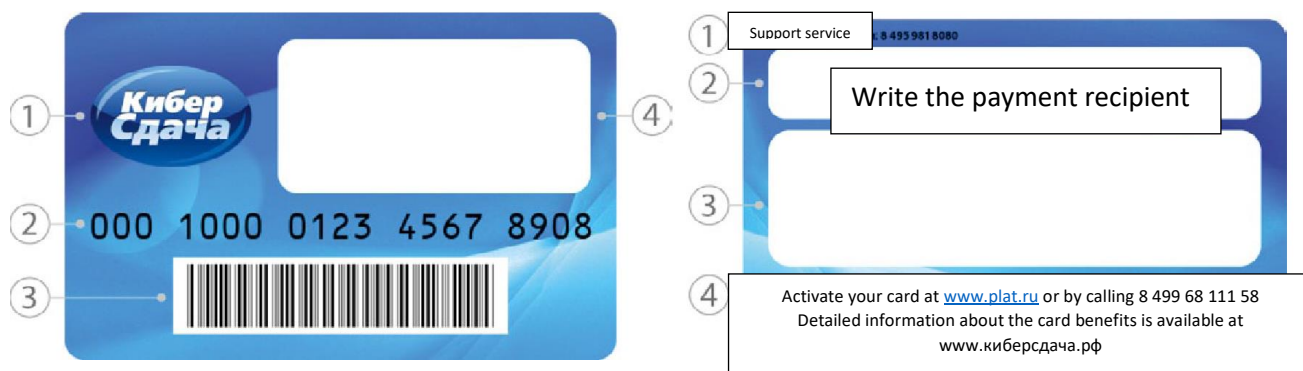 1
Кибер
Сдача
4
2
000 1000 0123 4567 8908
3
1
Support service
: 8 495 981 8080
2
Write the payment recipient
3
4
Activate your card at www.plat.ru or by calling 8 499 68 111 58
Detailed information about the card benefits is available at
www.киберсдача.рф